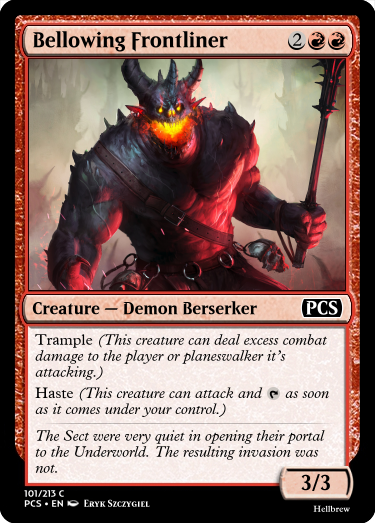 Bellowing Frontliner 2
Creature — Demon Berserker PCS
Trample (This creature can deal excess combat
damage to the player or planeswalker it's
attacking.)
Haste (This creature can attack and as soon
as it comes under your control.)
The Sect were very quiet in opening their portal
to the Underworld. The resulting invasion was
not.
3/3
101/213 C
PCS • EN Eryk Szczygiel
Hellbrew